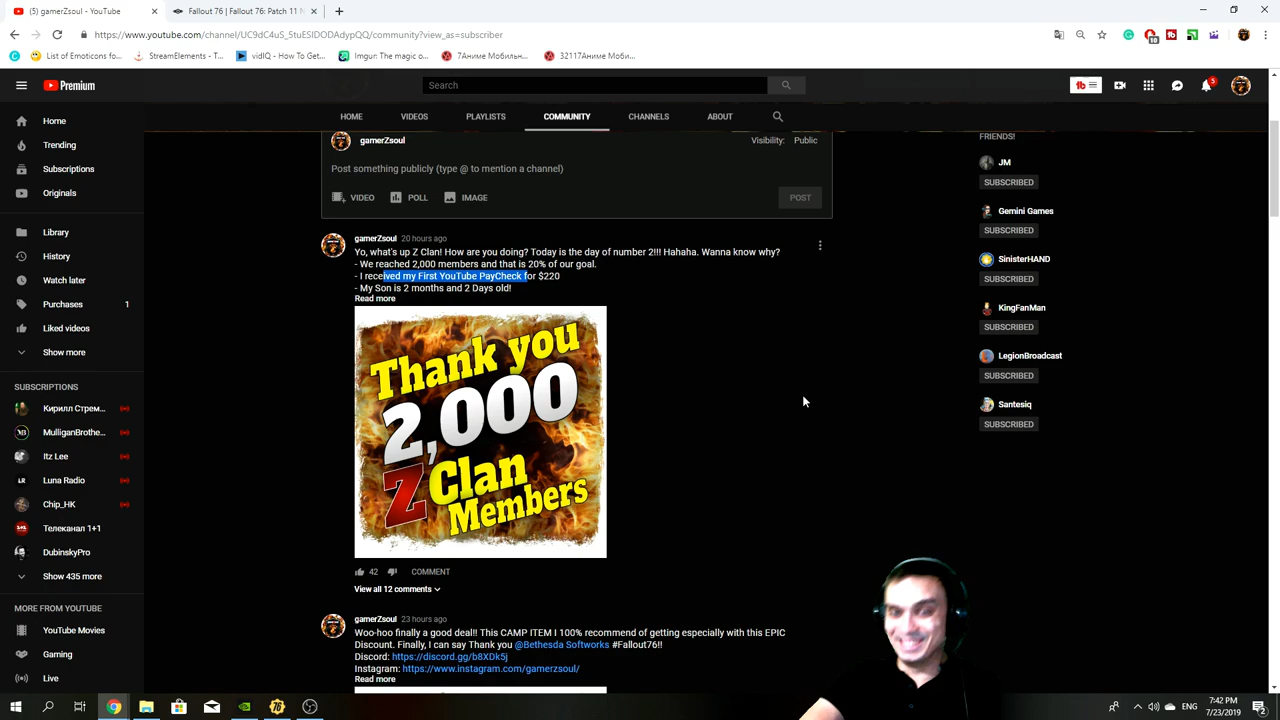 (5) gamerZsoul - YouTube
Fallout 76 | Fallout 76: Patch 11 N
https://www.youtube.com/channel/UC9dC4uS_5tuESIDODAdypQQ/community?view_as=subscriber
10
List of Emoticons fo...
StreamElements - T...
vidIQ - How To Get...
Imgur: The magic o...
7Аниме Мобильн...
32117Аниме Моби...
Premium
Search
5
HOME
VIDEOS
PLAYLISTS
COMMUNITY
CHANNELS
ABOUT
Home
Trending
Subscriptions
Originals
Library
History
Watch later
Purchases
1
Liked videos
Show more
SUBSCRIPTIONS
Кирилл Стрем...
MulliganBrothe...
Itz Lee
Luna Radio
Chip_HK
Телеканал 1+1
DubinskyPro
Show 435 more
MORE FROM YOUTUBE
YouTube Movies
Gaming
Live
gamerZsoul
Visibility: Public
Post something publicly (type @ to mention a channel)
VIDEO
POLL
IMAGE
POST
gamerZsoul 20 hours ago
Yo, what's up Z Clan! How are you doing? Today is the day of number 2!!! Hahaha. Wanna know why?
- We reached 2,000 members and that is 20% of our goal.
- I received my First YouTube PayCheck for $220
- My Son is 2 months and 2 Days old!
Read more
Thank you
2,000
Z Clan
Members
42
COMMENT
View all 12 comments
gamerZsoul 23 hours ago
Woo-hoo finally a good deal!! This CAMP ITEM I 100% recommend of getting especially with this EPIC
Discount. Finally, I can say Thank you @Bethesda Softworks #Fallout76!!
Discord: https://discord.gg/b8XDk5j
Instagram: https://www.instagram.com/gamerzsoul/
Read more
FRIENDS!
JM
SUBSCRIBED
Gemini Games
SUBSCRIBED
SinisterHAND
SUBSCRIBED
KingFanMan
SUBSCRIBED
LegionBroadcast
SUBSCRIBED
Santesiq
SUBSCRIBED
76
ENG
7:42 PM
7/23/2019
2